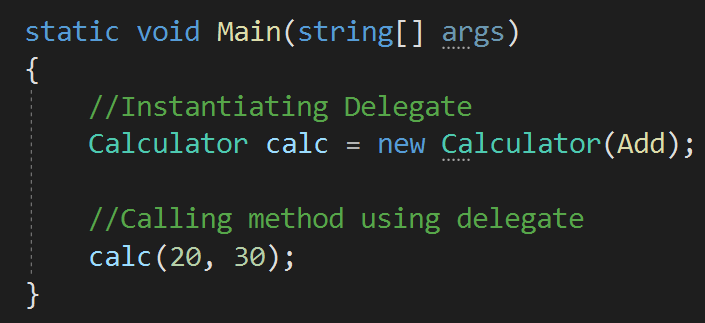 static void Main(string[] args)
{
    //Instantiating Delegate
    Calculator calc = new Calculator(Add);

    //Calling method using delegate
    calc(20, 30);
}